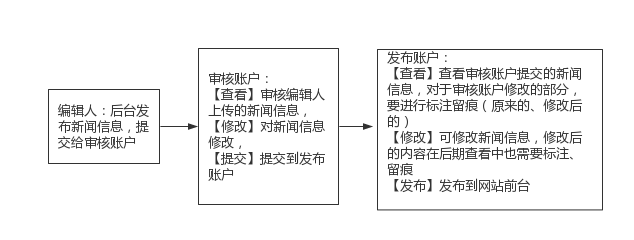 编辑人：后台发
布新闻信息，提
交给审核账户
审核账户：
【查看】审核编辑人
上传的新闻信息，
【修改】对新闻信息
修改，
【提交】提交到发布
账户
发布账户：
【查看】查看审核账户提交的新闻
信息，对于审核账户修改的部分，
要进行标注留痕（原来的、修改后
的）
【修改】可修改新闻信息，修改后
的内容在后期查看中也需要标注、
留痕
【发布】发布到网站前台